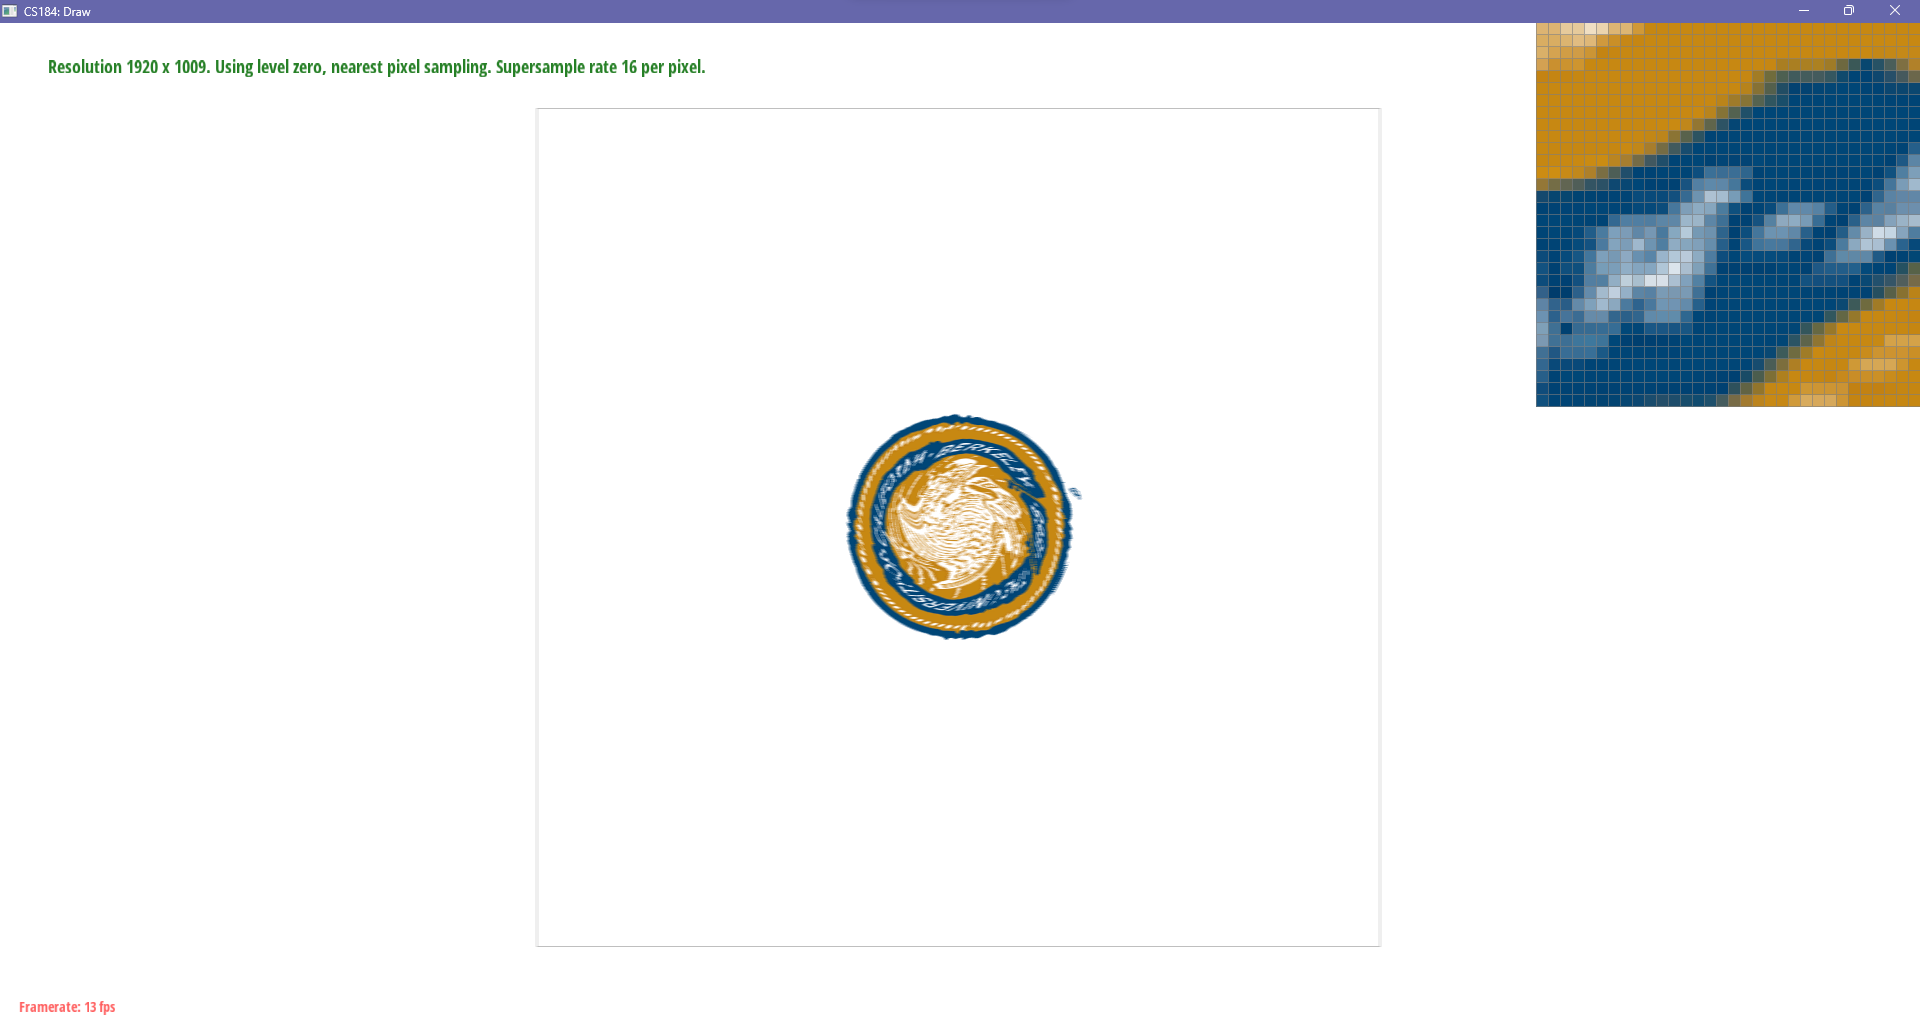 CS184: Draw
Resolution 1920 x 1009. Using level zero, nearest pixel sampling. Supersample rate 16 per pixel.
BERKELEY
Framerate: 13 fps